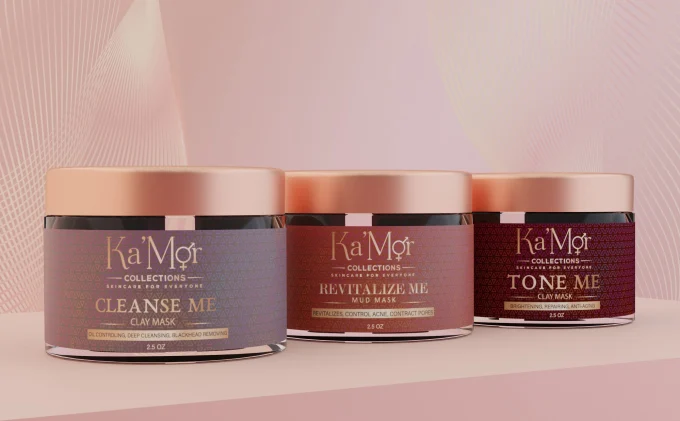 Ka'Mor
COLLECTIONS
SKINCARE FOR EVERYONE
CLEANSE ME
CLAY MASK
OIL CONTROLING, DEEP CLEANSING, BLACKHEAD REMOVING
2.5 OZ
Ka'Mor
COLLECTIONS
SKINCARE FOR EVERYONE
REVITALIZE ME
MUD MASK
REVITALIZES, CONTROL ACNE, CONTRACT PORES
2.5 OZ
Ka'Mor
COLLECTIONS
SKINCARE FOR EVERYONE
TONE ME
CLAY MASK
BRIGHTENING, REPAIRING, ANTI-AGING
2.5 OZ